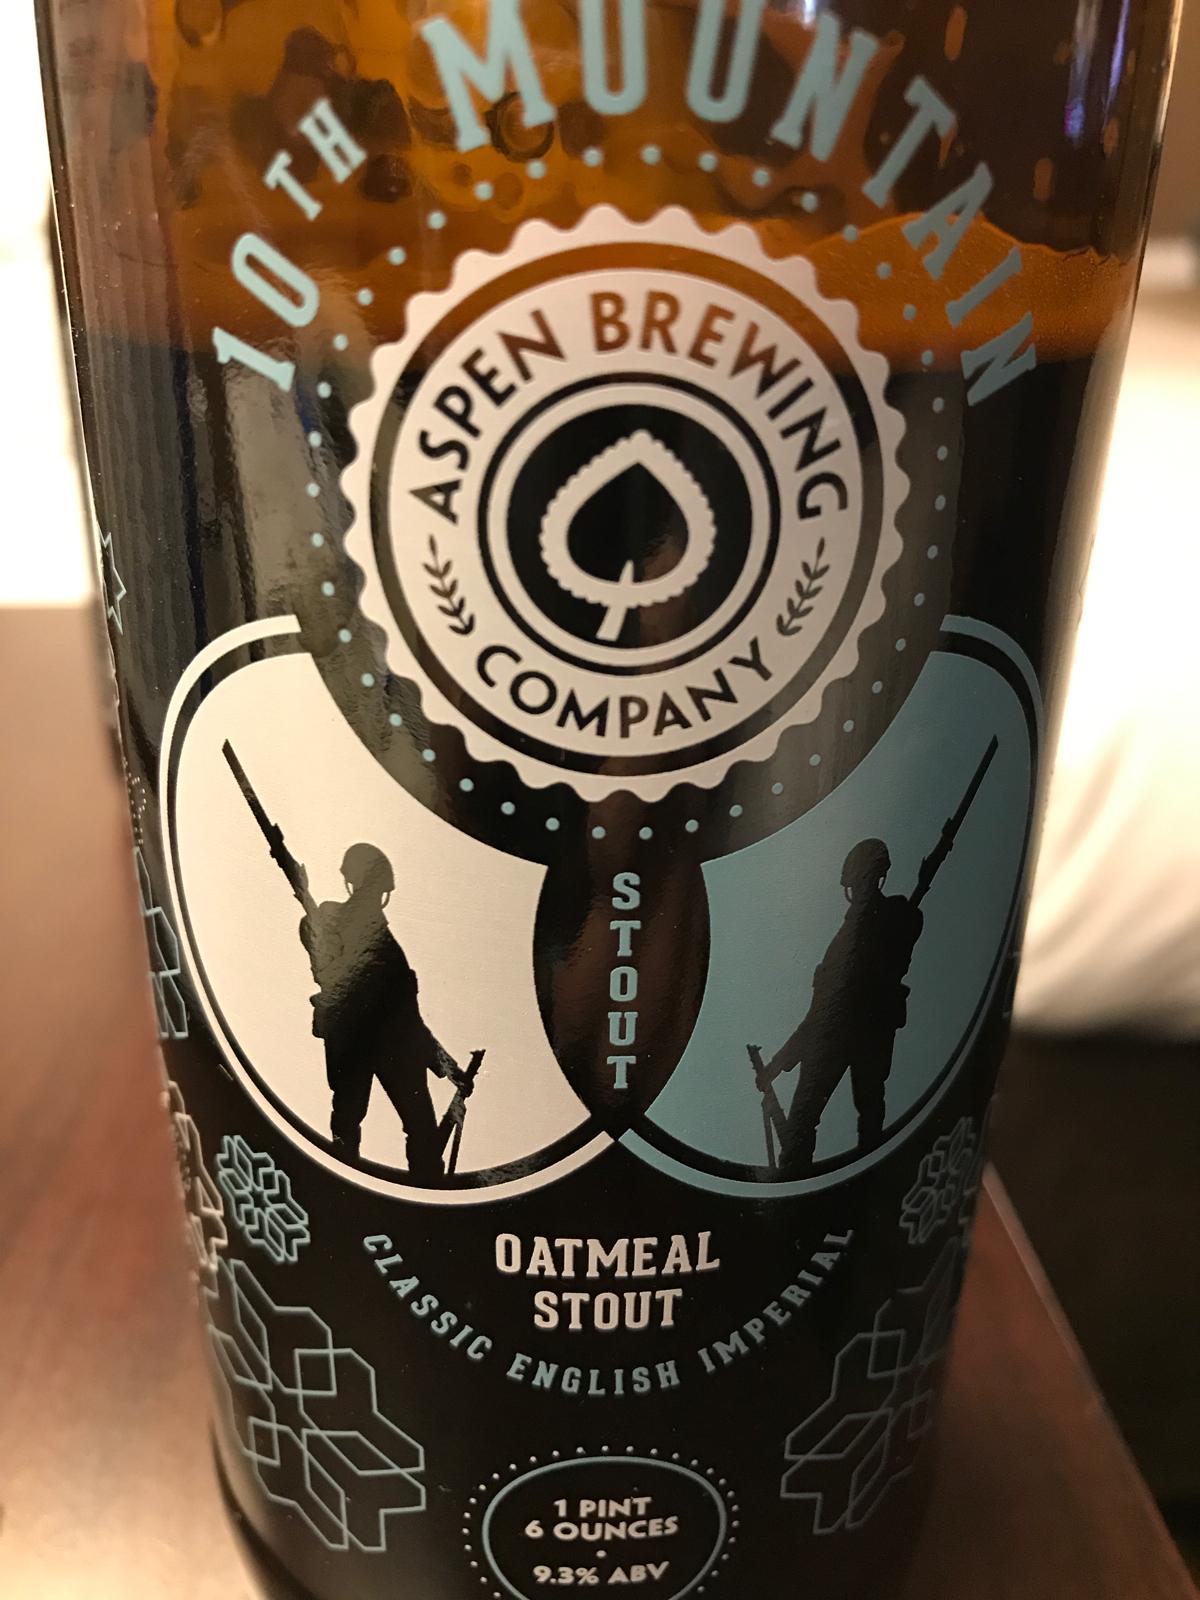 10TH MOUNTAIN
ASPEN BREWING
COMPANY
STOUT
OATMEAL
STOUT
CLASSIC ENGLISH IMPERIAL
1 PINT
6 OUNCES
9.3% ABV